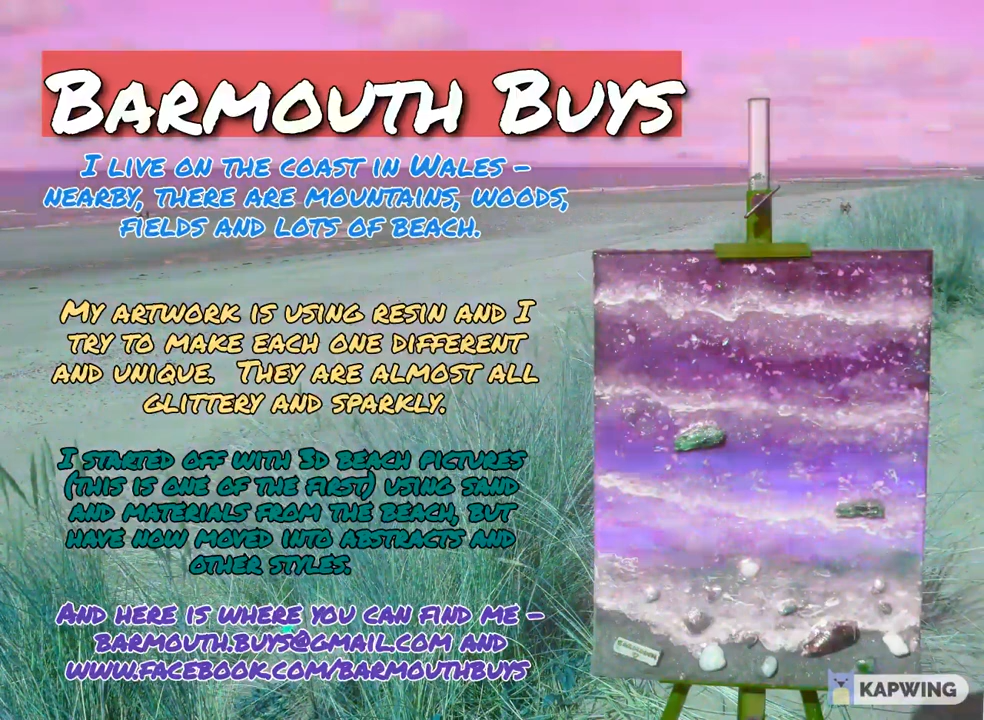 Barmouth Buys
I live on the coast in Wales -
nearby, there are mountains, woods,
fields and lots of beach.
My artwork is using resin and I
try to make each one different
and unique. They are almost all
glittery and sparkly.
I started off with 3D beach pictures
(this is one of the first) using sand
and materials from the beach, but
have now moved into abstracts and
other styles.
And here is where you can find me -
barmouth.buys@gmail.com and
www.facebook.com/barmouthbuys
KAPWING